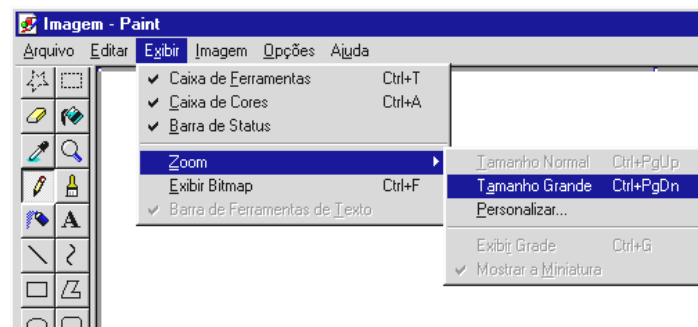 Imagem - Paint
Arquivo Editar Exibir Imagem Opções Ajuda
Caixa de Ferramentas Ctrl+T
Caixa de Cores Ctrl+A
Barra de Status
Zoom
Exibir Bitmap Ctrl+F
Barra de Ferramentas de Texto
Tamanho Normal Ctrl+PgUp
Tamanho Grande Ctrl+PgDn
Personalizar...
Exibir Grade Ctrl+G
Mostrar a Miniatura
A